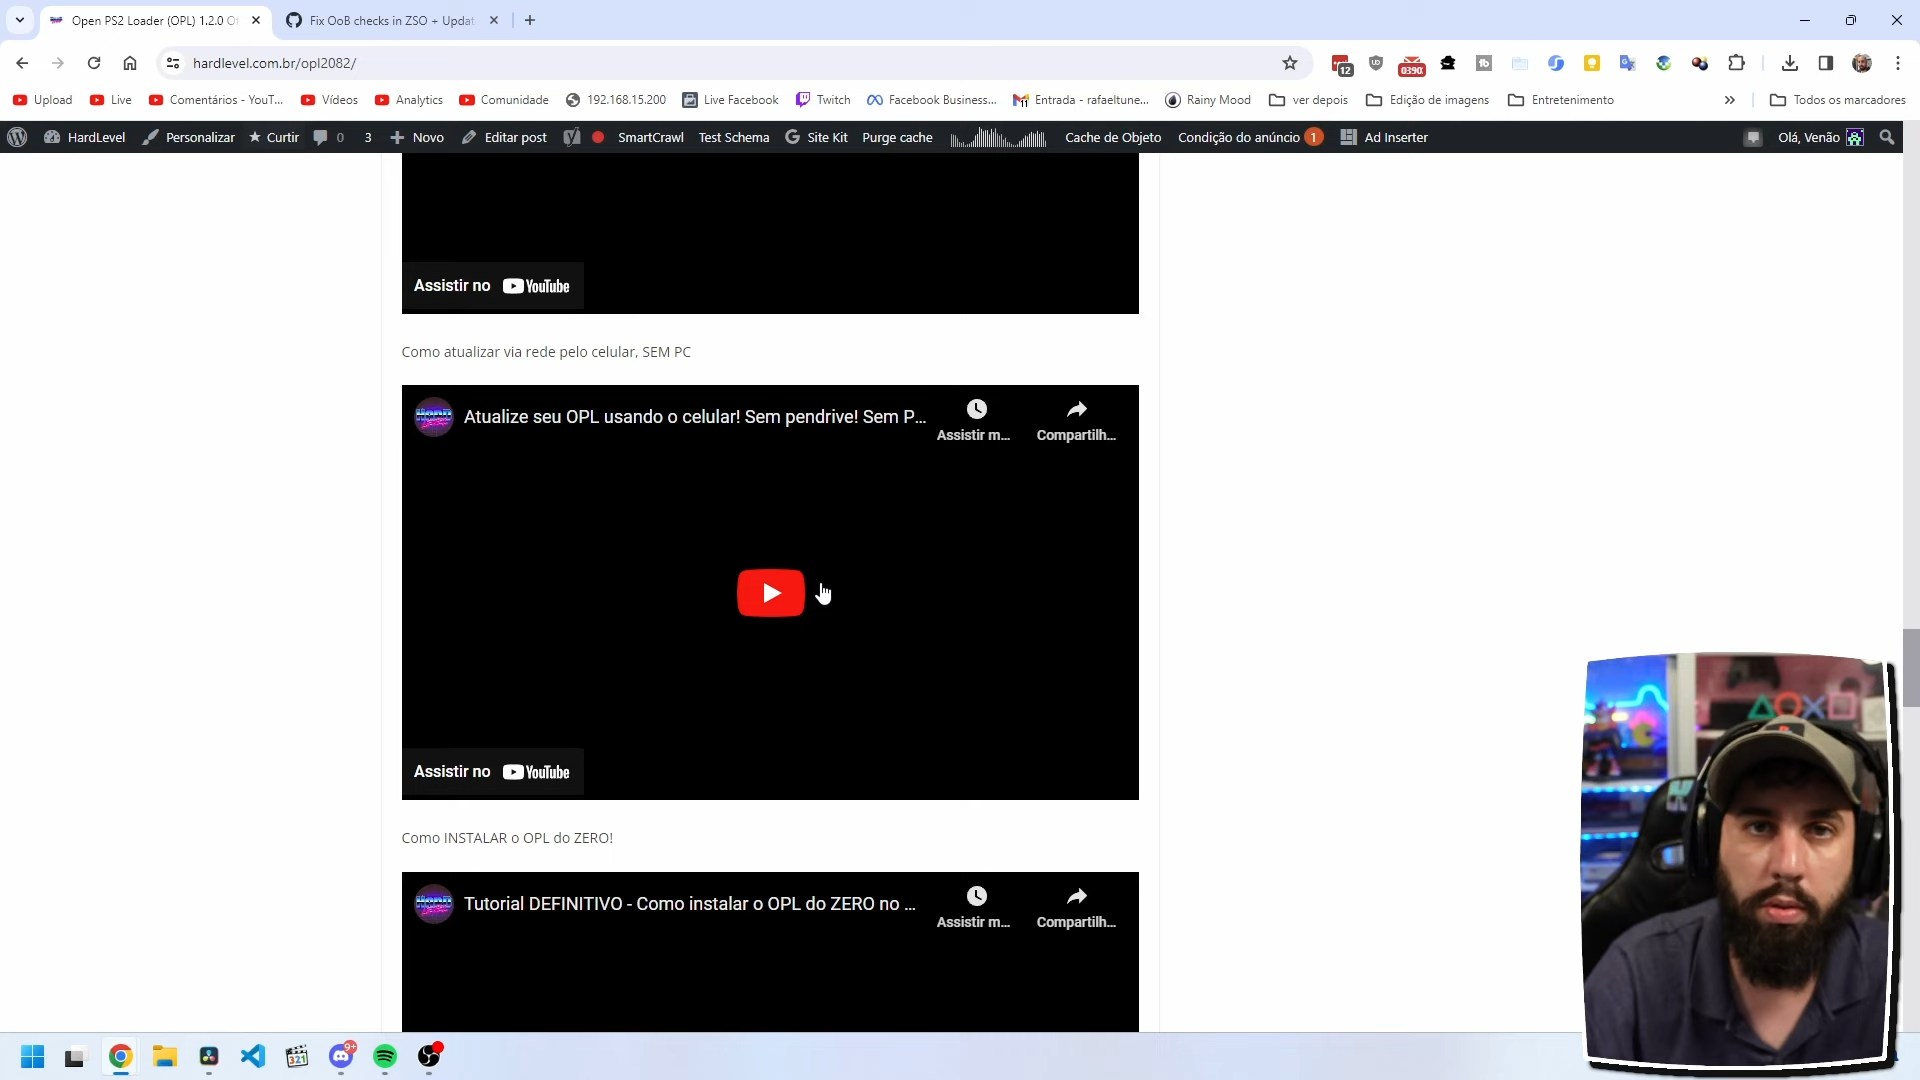 Open PS2 Loader (OPL) 1.2.0 O
Fix OoB checks in ZSO + Updat
hardlevel.com.br/opl2082/
12
0390
Upload
Live
Comentários - YouT...
Vídeos
Analytics
Comunidade
192.168.15.200
Live Facebook
Twitch
Facebook Business...
Entrada - rafaeltune...
Rainy Mood
ver depois
Edição de imagens
Entretenimento
Todos os marcadores
HardLevel
Personalizar
Curtir
0
3
Novo
Editar post
SmartCrawl
Test Schema
Site Kit
Purge cache
Cache de Objeto
Condição do anúncio
1
Ad Inserter
Olá, Venão
Assistir no YouTube
Como atualizar via rede pelo celular, SEM PC
Atualize seu OPL usando o celular! Sem pendrive! Sem P...
Assistir m...
Compartilh...
Assistir no YouTube
Como INSTALAR o OPL do ZERO!
Tutorial DEFINITIVO - Como instalar o OPL do ZERO no ...
Assistir m...
Compartilh...
321
9+